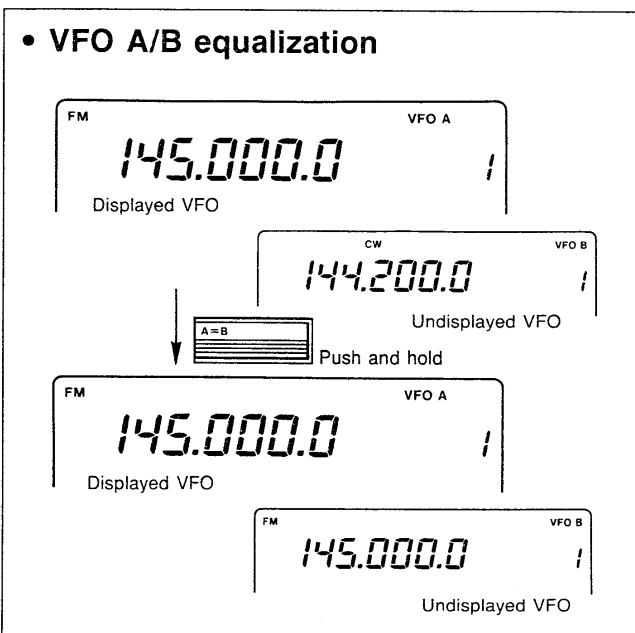 • VFO A/B equalization
FM VFO A
145.000.0 1
Displayed VFO
CW VFO B
144.200.0 1
Undisplayed VFO
A=B
Push and hold
FM VFO A
145.000.0 1
Displayed VFO
FM VFO B
145.000.0 1
Undisplayed VFO